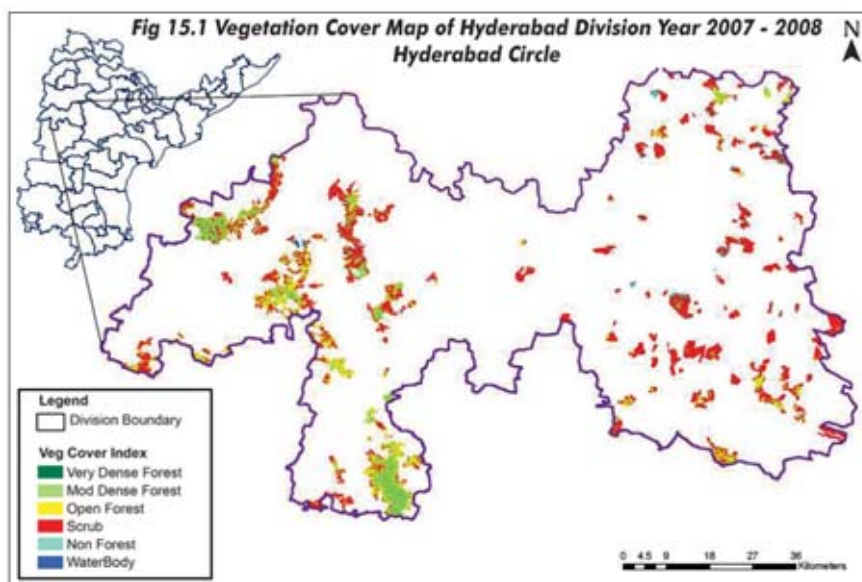 Fig 15.1 Vegetation Cover Map of Hyderabad Division Year 2007 - 2008
Hyderabad Circle
N
Legend
Division Boundary
Veg Cover Index
Very Dense Forest
Mod Dense Forest
Open Forest
Scrub
Non Forest
WaterBody
0 4.5 9 18 27 36
Kilometers